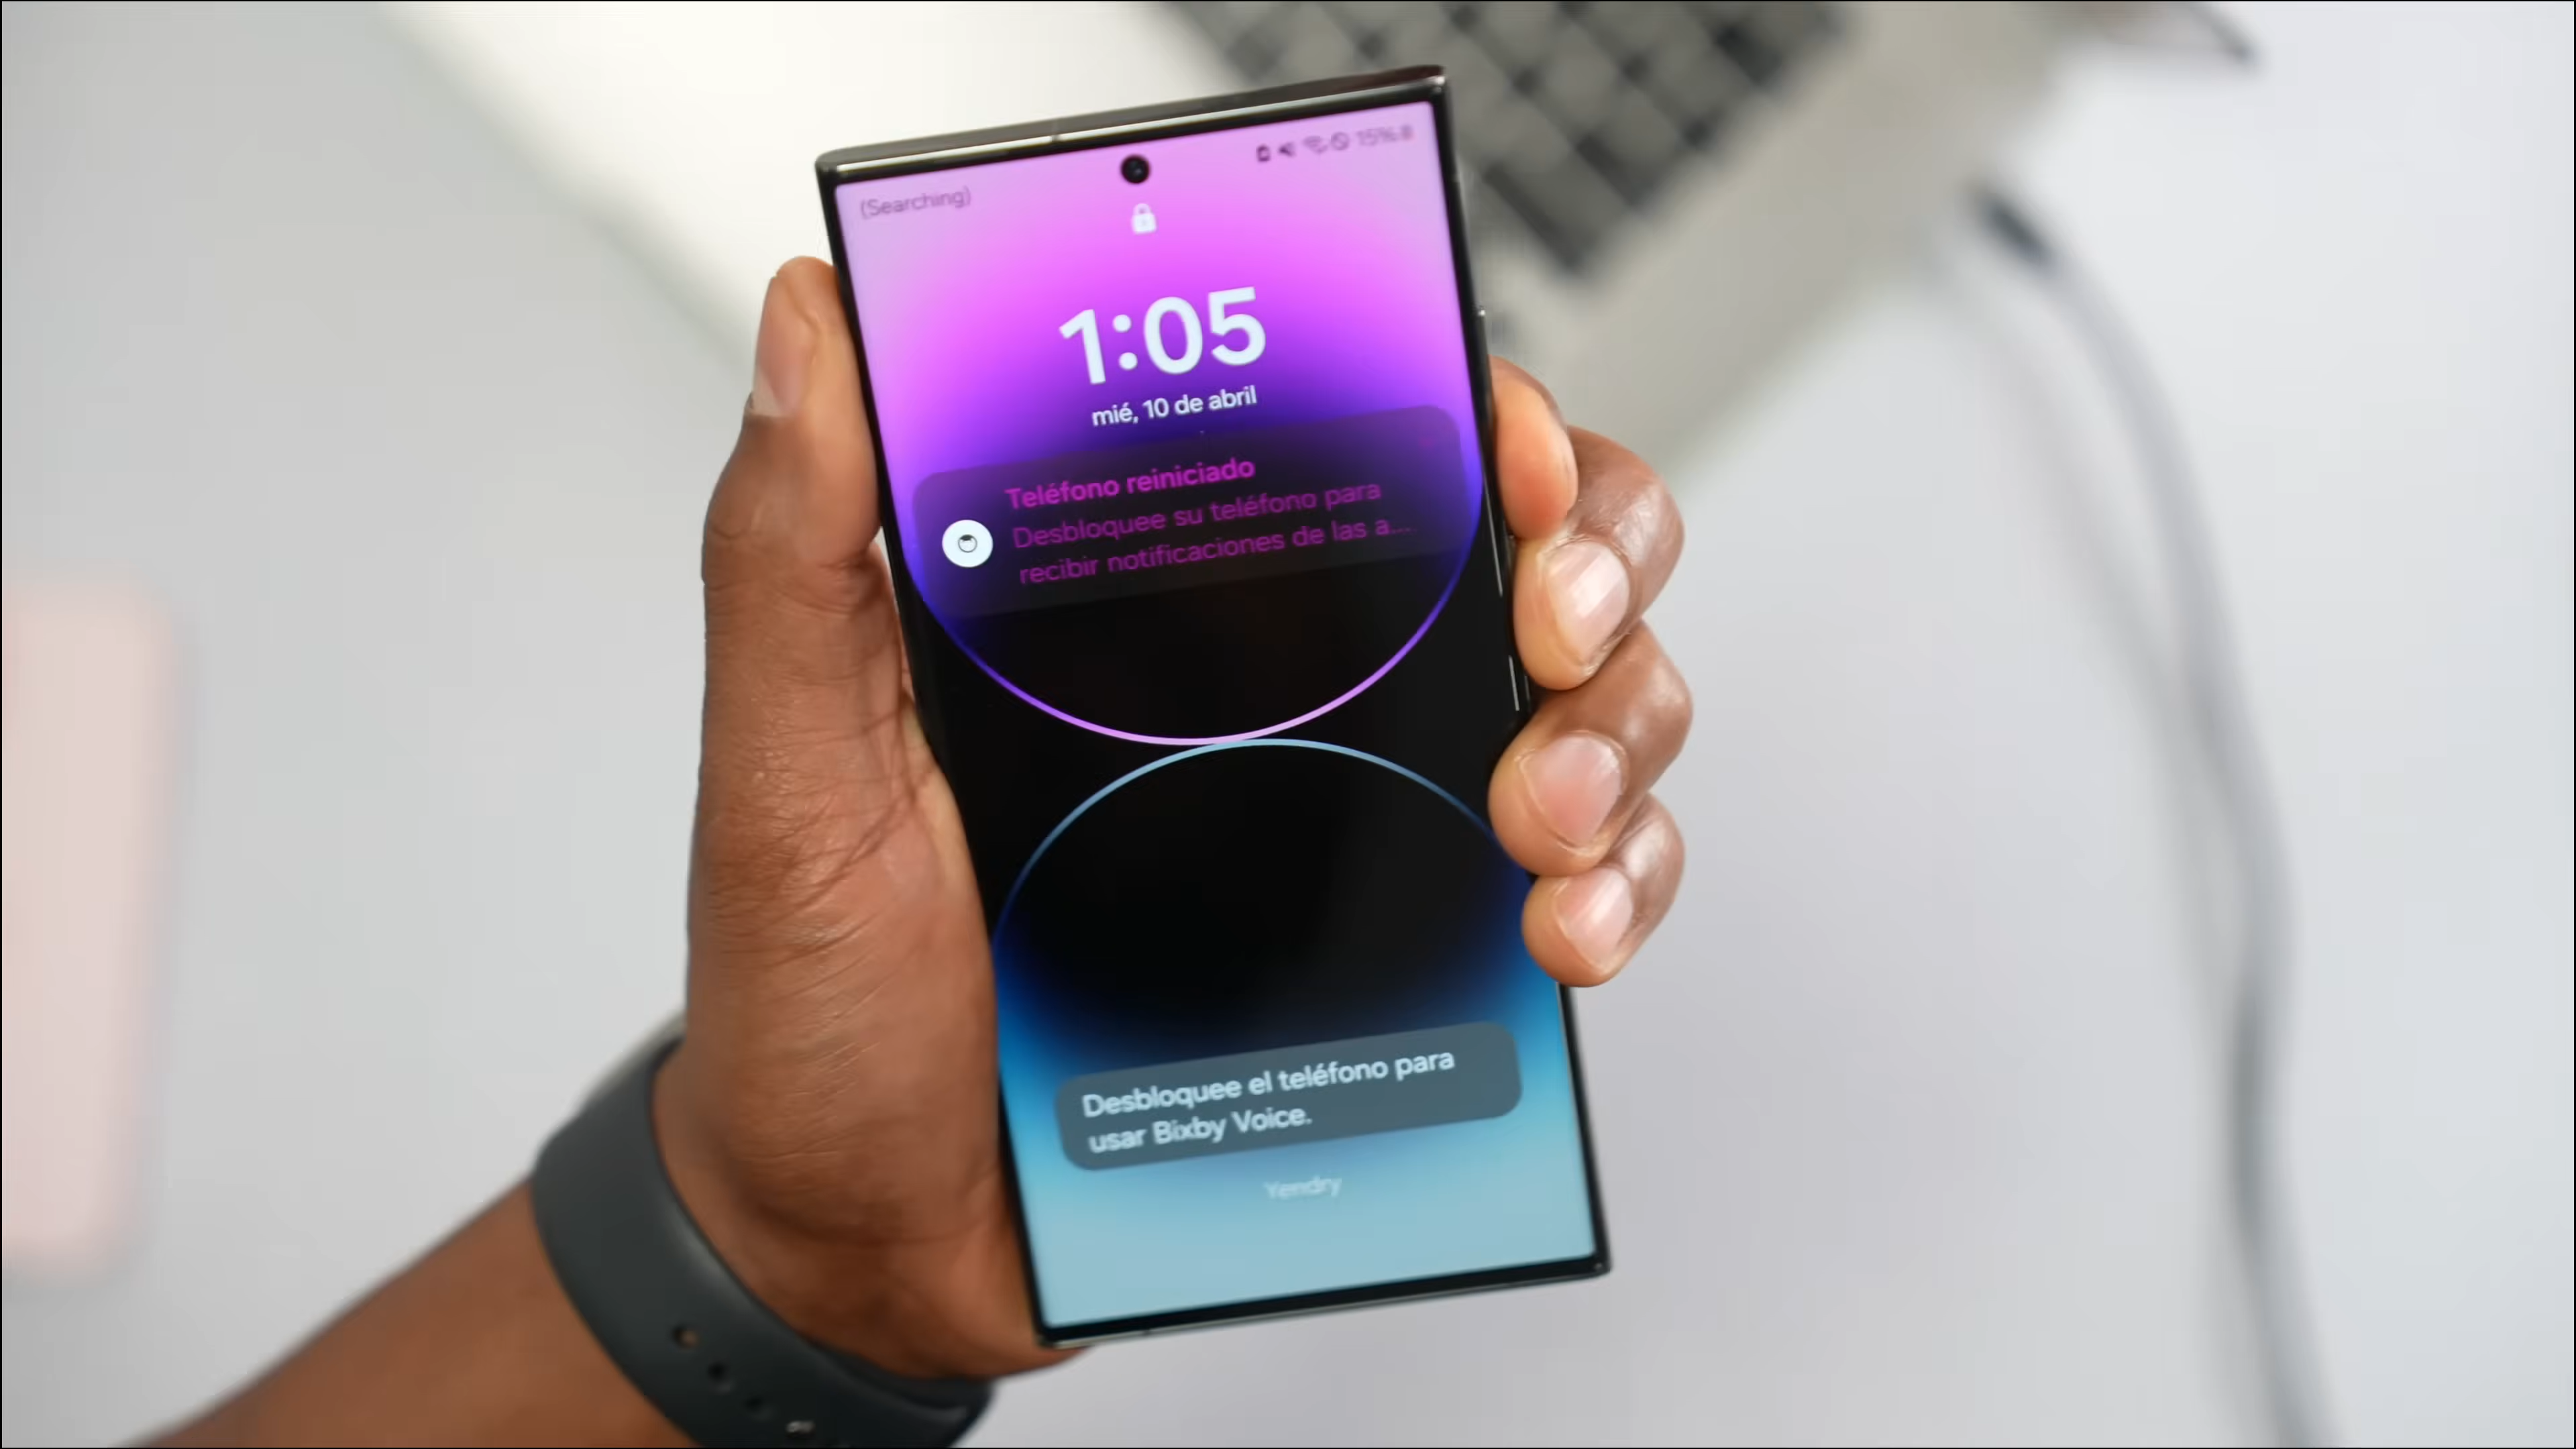 (Searching)
15%
1:05
mié, 10 de abril
Teléfono reiniciado
Desbloquee su teléfono para
recibir notificaciones de las a...
Desbloquee el teléfono para
usar Bixby Voice.
Yendry